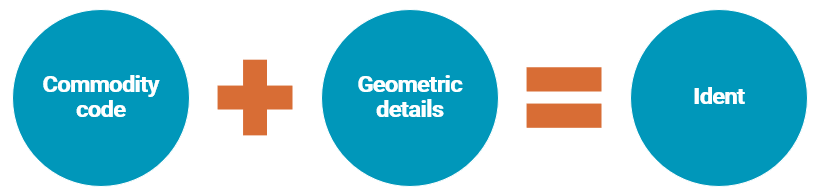 Commodity
code
Geometric
details
Ident